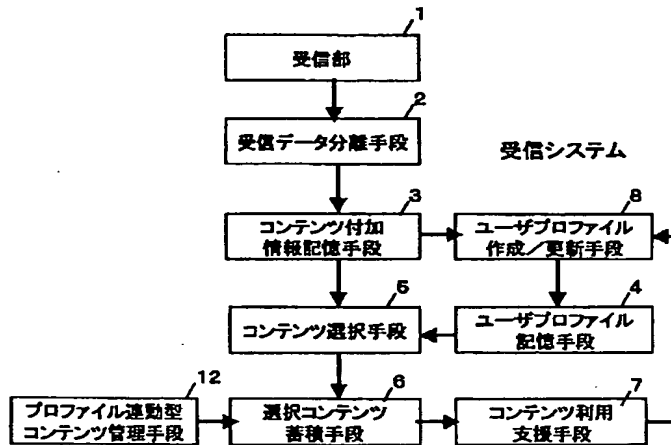 1
受信部
2
受信データ分離手段
受信システム
3
コンテンツ付加
情報記憶手段
8
ユーザプロファイル
作成／更新手段
5
コンテンツ選択手段
4
ユーザプロファイル
記憶手段
12
プロファイル連動型
コンテンツ管理手段
6
選択コンテンツ
蓄積手段
7
コンテンツ利用
支援手段